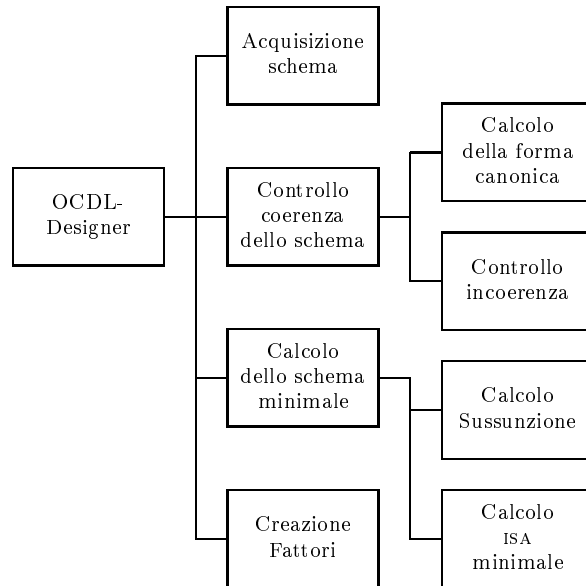 Acquisizione
schema
OCDL-
Designer
Controllo
coerenza
dello schema
Calcolo
della forma
canonica
Controllo
incoerenza
Calcolo
dello schema
minimale
Calcolo
Sussunzione
Calcolo
ISA
minimale
Creazione
Fattori